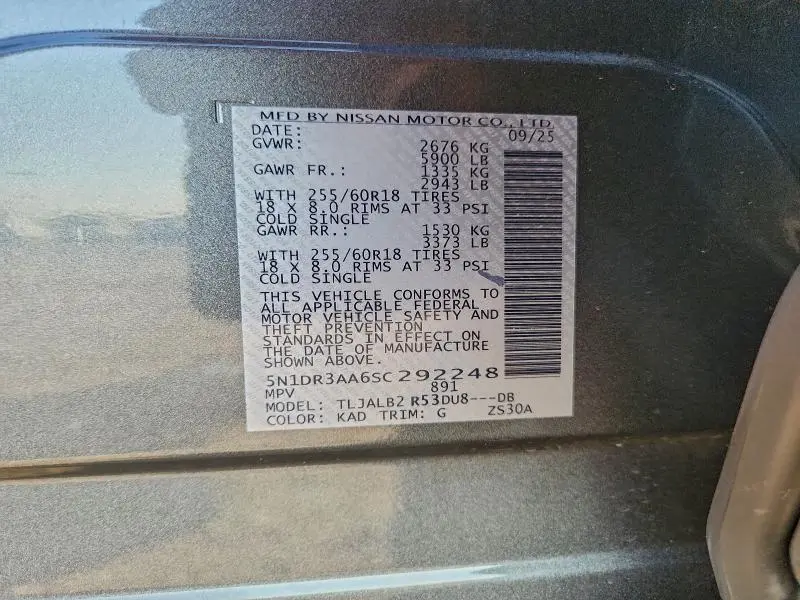 MFD BY NISSAN MOTOR CO., LTD.
DATE: 09/25
GVWR: 2676 KG
5900 LB
GAWR FR.: 1335 KG
2943 LB
WITH 255/60R18 TIRES
18 X 8.0 RIMS AT 33 PSI
COLD SINGLE
GAWR RR.: 1530 KG
3373 LB
WITH 255/60R18 TIRES
18 X 8.0 RIMS AT 33 PSI
COLD SINGLE
THIS VEHICLE CONFORMS TO
ALL APPLICABLE FEDERAL
MOTOR VEHICLE SAFETY AND
THEFT PREVENTION
STANDARDS IN EFFECT ON
THE DATE OF MANUFACTURE
SHOWN ABOVE.
5N1DR3AA6SC292248
MPV 891
MODEL: TLJALB2 R53DU8---DB
COLOR: KAD TRIM: G ZS30A